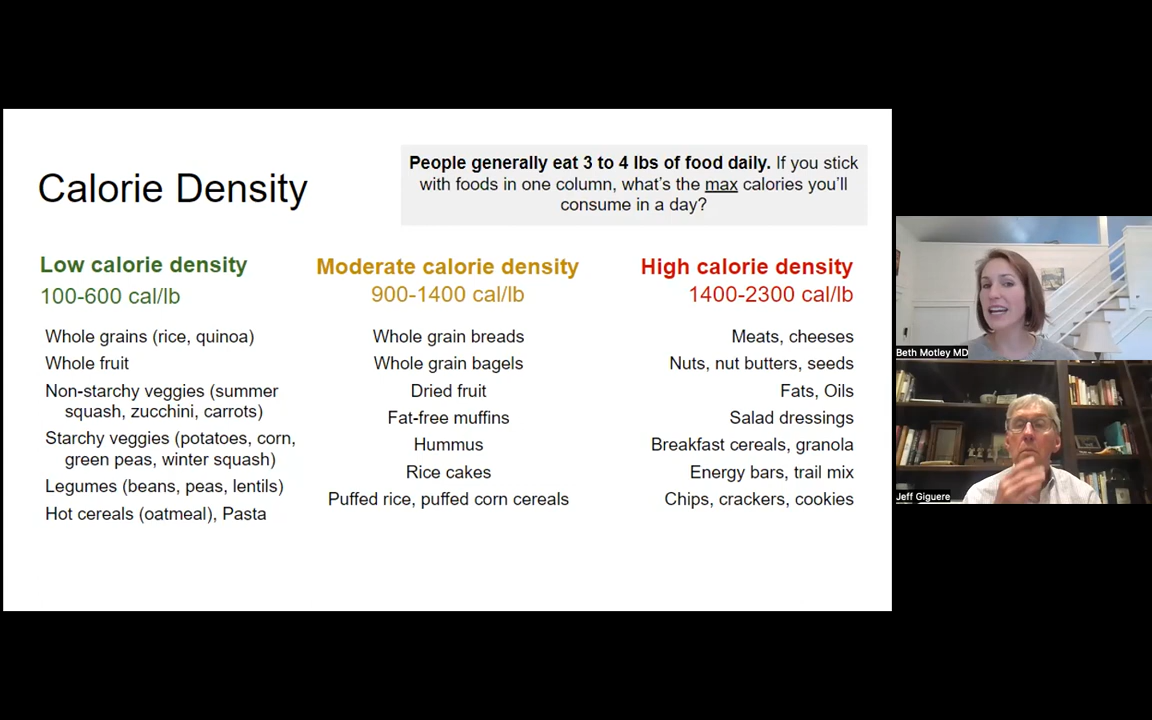 Calorie Density
People generally eat 3 to 4 lbs of food daily. If you stick
with foods in one column, what's the max calories you'll
consume in a day?
Low calorie density
100-600 cal/lb
Whole grains (rice, quinoa)
Whole fruit
Non-starchy veggies (summer
squash, zucchini, carrots)
Starchy veggies (potatoes, corn,
green peas, winter squash)
Legumes (beans, peas, lentils)
Hot cereals (oatmeal), Pasta
Moderate calorie density
900-1400 cal/lb
Whole grain breads
Whole grain bagels
Dried fruit
Fat-free muffins
Hummus
Rice cakes
Puffed rice, puffed corn cereals
High calorie density
1400-2300 cal/lb
Meats, cheeses
Nuts, nut butters, seeds
Fats, Oils
Salad dressings
Breakfast cereals, granola
Energy bars, trail mix
Chips, crackers, cookies
Beth Motley MD
Jeff Giguere